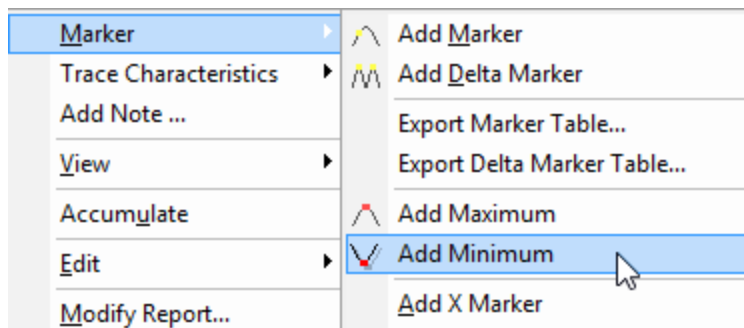 Marker
Trace Characteristics
Add Note ...
View
Accumulate
Edit
Modify Report...
Add Marker
Add Delta Marker
Export Marker Table...
Export Delta Marker Table...
Add Maximum
Add Minimum
Add X Marker